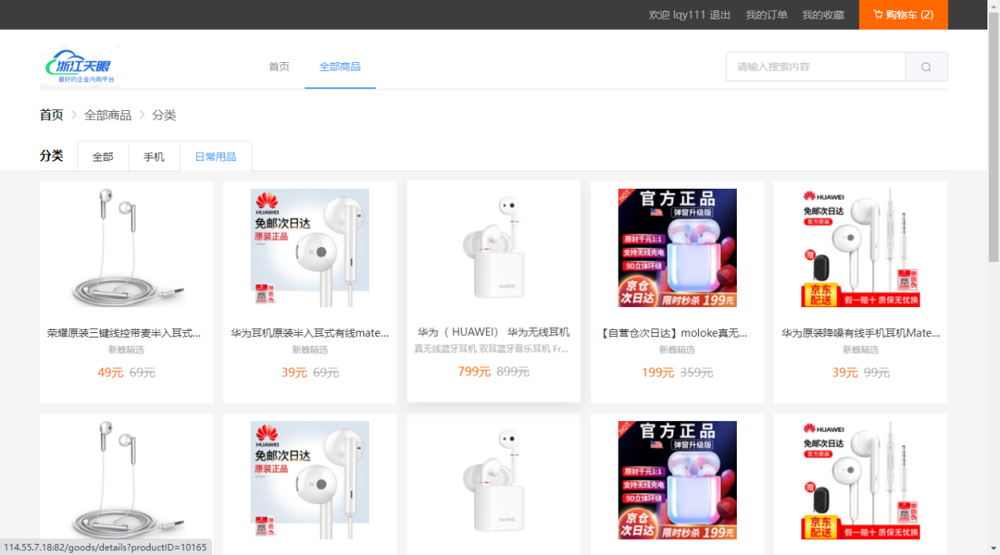 欢迎 lqy111 退出 我的订单 我的收藏 购物车 (2)
浙江天眼
最好的企业内购平台
首页 全部商品
请输入搜索内容
首页 全部商品 分类
分类 全部 手机 日常用品
HUAWEI
免邮次日达
原装正品
带防伪
HUAWEI
HOT
官方正品
弹窗升级版
原封千元1:1
支持无线充电
9D立体环绕
京仓
次日达
限时秒杀 199元
HUAWEI
免邮次日达
官方原装
赠
带防伪
京东
配送
假一赔十 质保无忧换
荣耀原装三键线控带麦半入耳式...
新蜂精选
49元 69元
华为耳机原装半入耳式有线mate...
新蜂精选
39元 69元
华为（ HUAWEI） 华为无线耳机
真无线蓝牙耳机 双耳蓝牙音乐耳机 Fr...
799元 899元
【自营仓次日达】moloke真无...
新蜂精选
199元 359元
华为原装降噪有线手机耳机Mate...
新蜂精选
39元 99元
HUAWEI
免邮次日达
原装正品
带防伪
HUAWEI
HOT
官方正品
弹窗升级版
原封千元1:1
支持无线充电
9D立体环绕
京仓
次日达
限时秒杀 199元
HUAWEI
免邮次日达
官方原装
赠
带防伪
京东
配送
假一赔十 质保无忧换
114.55.7.18:82/goods/details?productID=10165